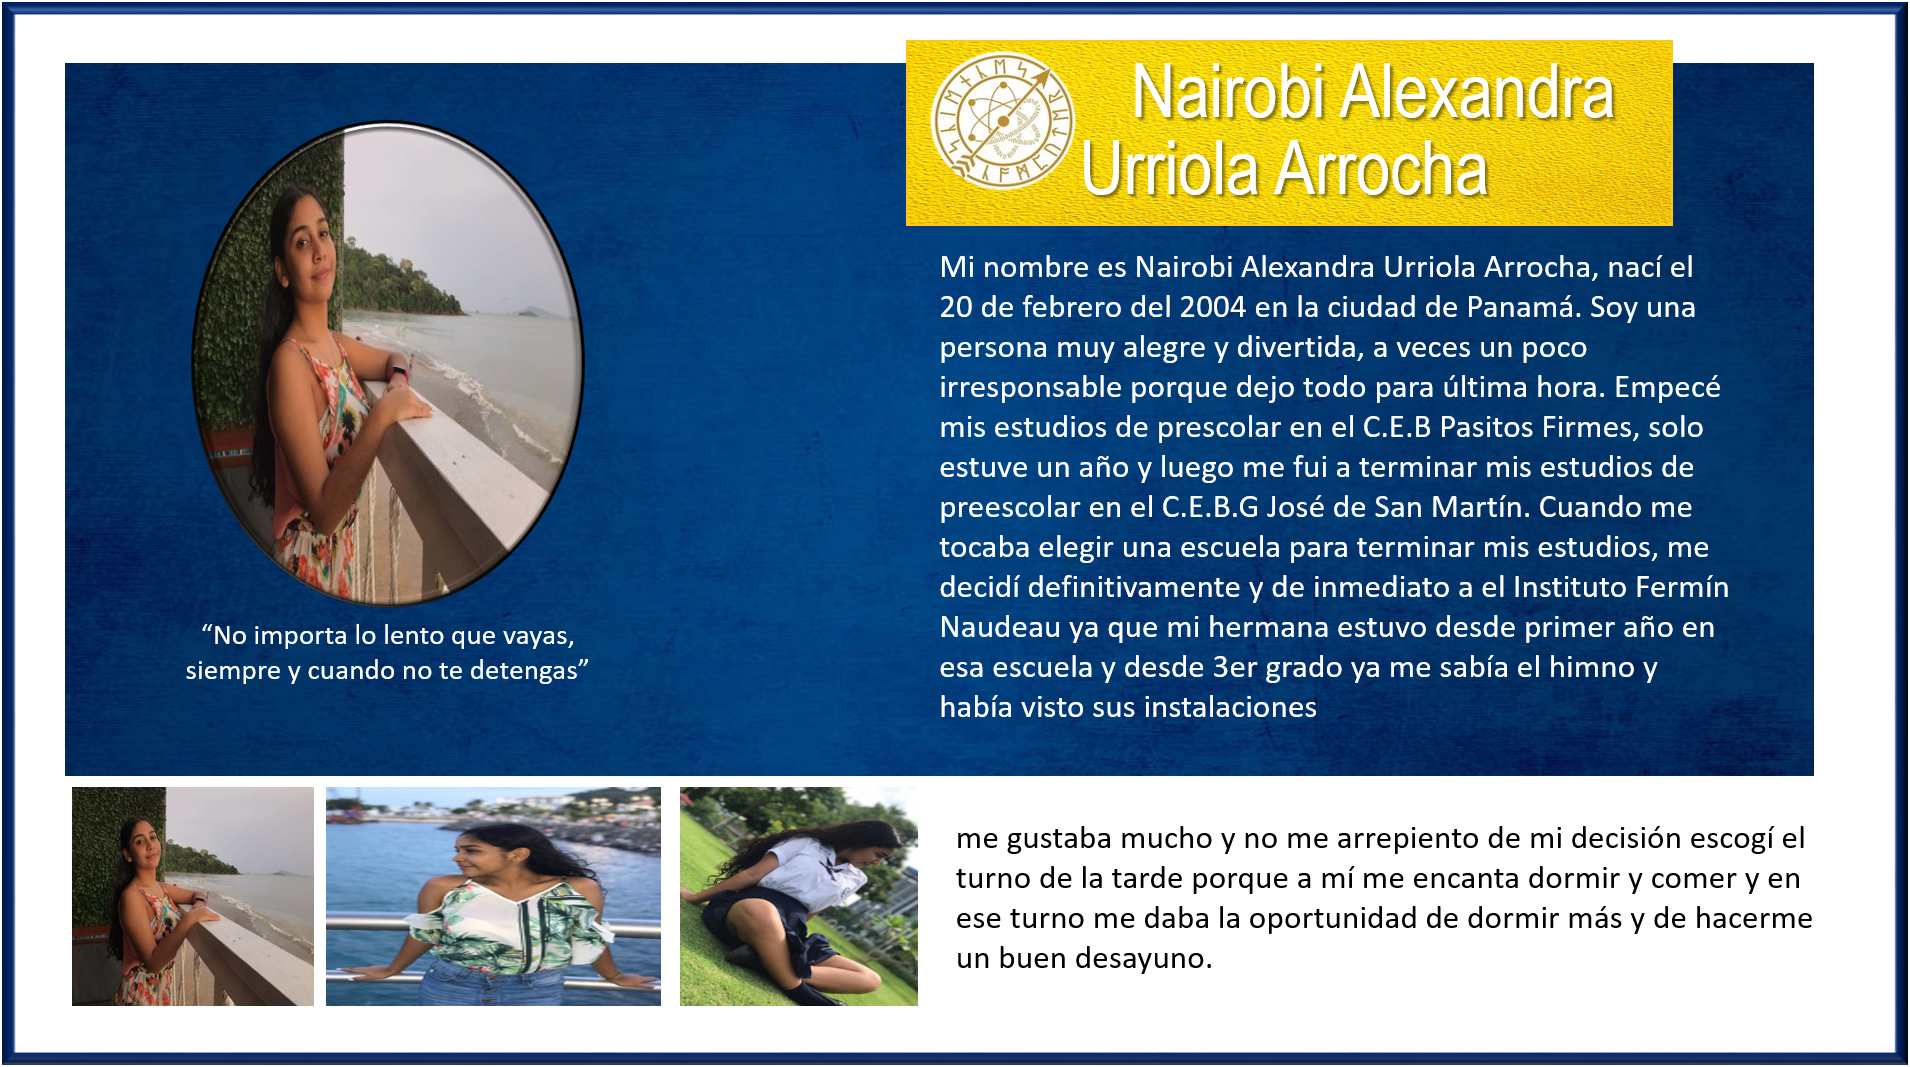 Nairobi Alexandra
Urriola Arrocha
Mi nombre es Nairobi Alexandra Urriola Arrocha, nací el
20 de febrero del 2004 en la ciudad de Panamá. Soy una
persona muy alegre y divertida, a veces un poco
irresponsable porque dejo todo para última hora. Empecé
mis estudios de prescolar en el C.E.B Pasitos Firmes, solo
estuve un año y luego me fui a terminar mis estudios de
preescolar en el C.E.B.G José de San Martín. Cuando me
tocaba elegir una escuela para terminar mis estudios, me
decidí definitivamente y de inmediato a el Instituto Fermín
Naudeau ya que mi hermana estuvo desde primer año en
esa escuela y desde 3er grado ya me sabía el himno y
había visto sus instalaciones
“No importa lo lento que vayas,
siempre y cuando no te detengas”
me gustaba mucho y no me arrepiento de mi decisión escogí el
turno de la tarde porque a mí me encanta dormir y comer y en
ese turno me daba la oportunidad de dormir más y de hacerme
un buen desayuno.